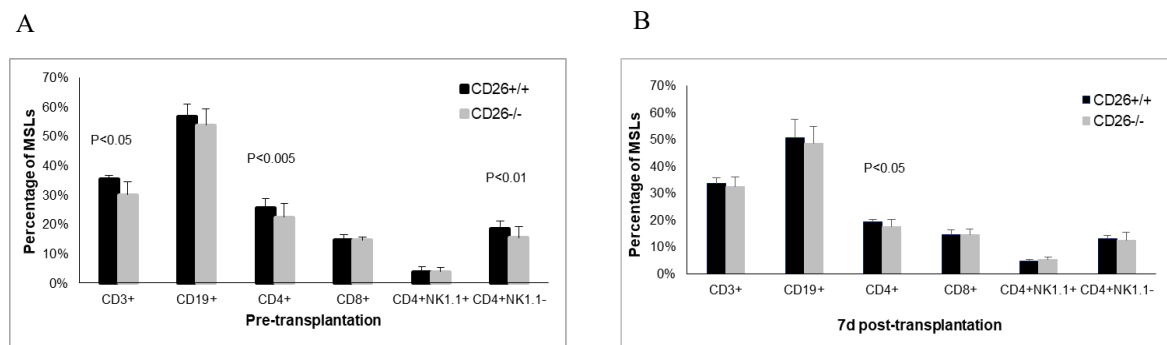 A
70%
60%
50%
40%
30%
20%
10%
0%
Percentage of MSLs
CD26+/+
CD26-/-
P<0.05
P<0.005
P<0.01
CD3+ CD19+ CD4+ CD8+ CD4+NK1.1+ CD4+NK1.1-
Pre-transplantation
B
70%
60%
50%
40%
30%
20%
10%
0%
Percentage of MSLs
CD26+/+
CD26-/-
P<0.05
CD3+ CD19+ CD4+ CD8+ CD4+NK1.1+ CD4+NK1.1-
7d post-transplantation